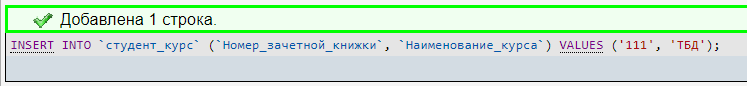 Добавлена 1 строка.
INSERT INTO `студент_курс` (`Номер_зачетной_книжки`, `Наименование_курса`) VALUES ('111', 'ТБД');